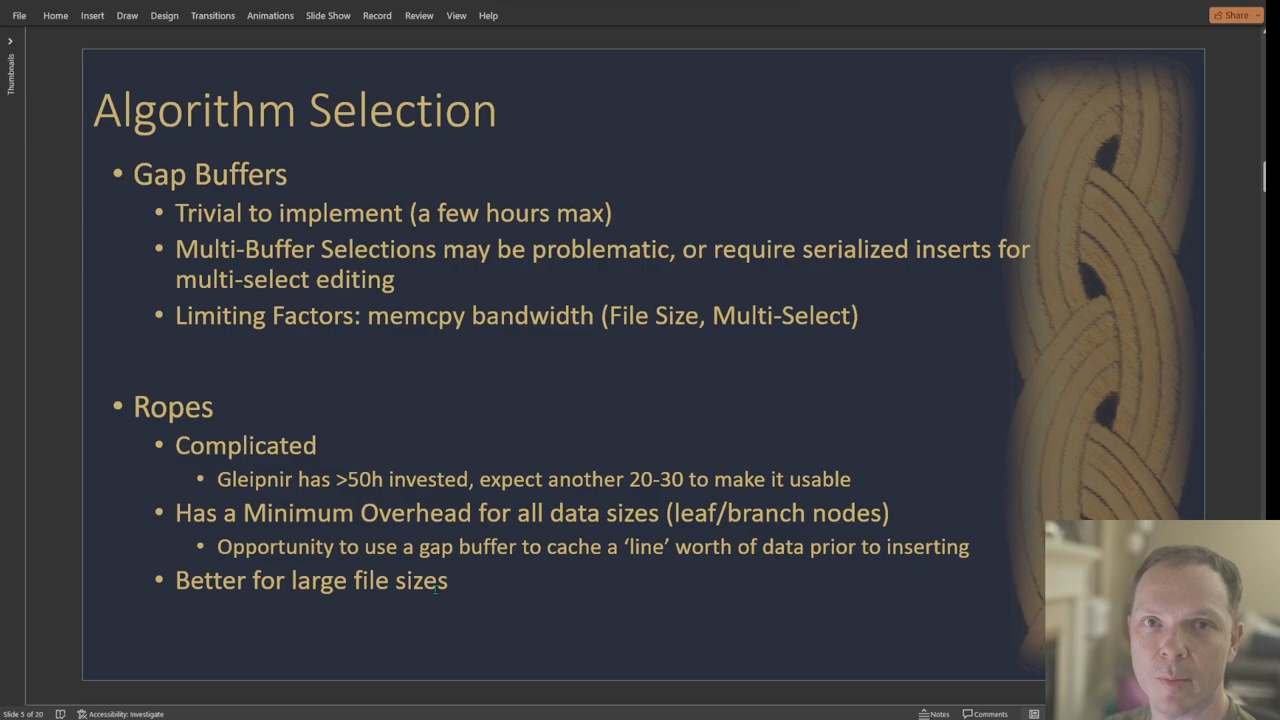 File Home Insert Draw Design Transitions Animations Slide Show Record Review View Help Share
Thumbnails
Algorithm Selection
• Gap Buffers
• Trivial to implement (a few hours max)
• Multi-Buffer Selections may be problematic, or require serialized inserts for
multi-select editing
• Limiting Factors: memcpy bandwidth (File Size, Multi-Select)
• Ropes
• Complicated
• Gleipnir has >50h invested, expect another 20-30 to make it usable
• Has a Minimum Overhead for all data sizes (leaf/branch nodes)
• Opportunity to use a gap buffer to cache a ‘line’ worth of data prior to inserting
• Better for large file sizes
Slide 5 of 20 Accessibility: Investigate Notes Comments